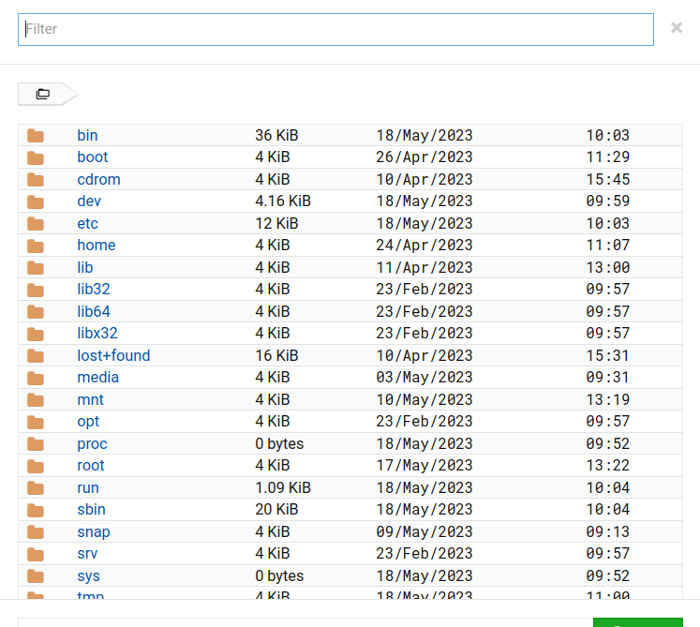 Filter
×
bin 36 KiB 18/May/2023 10:03
boot 4 KiB 26/Apr/2023 11:29
cdrom 4 KiB 10/Apr/2023 15:45
dev 4.16 KiB 18/May/2023 09:59
etc 12 KiB 18/May/2023 10:03
home 4 KiB 24/Apr/2023 11:07
lib 4 KiB 11/Apr/2023 13:00
lib32 4 KiB 23/Feb/2023 09:57
lib64 4 KiB 23/Feb/2023 09:57
libx32 4 KiB 23/Feb/2023 09:57
lost+found 16 KiB 10/Apr/2023 15:31
media 4 KiB 03/May/2023 09:31
mnt 4 KiB 10/May/2023 13:19
opt 4 KiB 23/Feb/2023 09:57
proc 0 bytes 18/May/2023 09:52
root 4 KiB 17/May/2023 13:22
run 1.09 KiB 18/May/2023 10:04
sbin 20 KiB 18/May/2023 10:04
snap 4 KiB 09/May/2023 09:13
srv 4 KiB 23/Feb/2023 09:57
sys 0 bytes 18/May/2023 09:52
tmp 4 KiB 18/May/2023 11:00